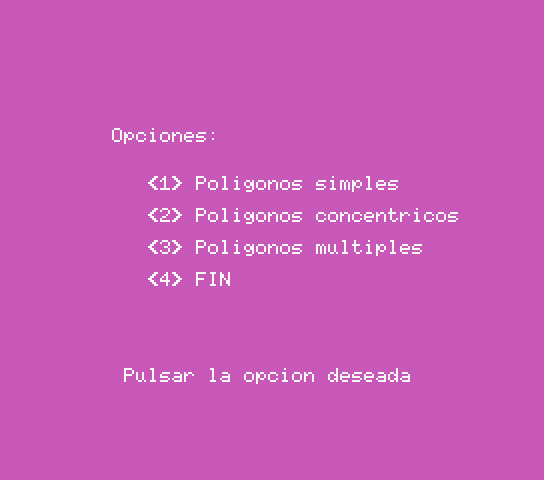 Opciones:
<1> Poligonos simples
<2> Poligonos concentricos
<3> Poligonos multiples
<4> FIN
Pulsar la opcion deseada